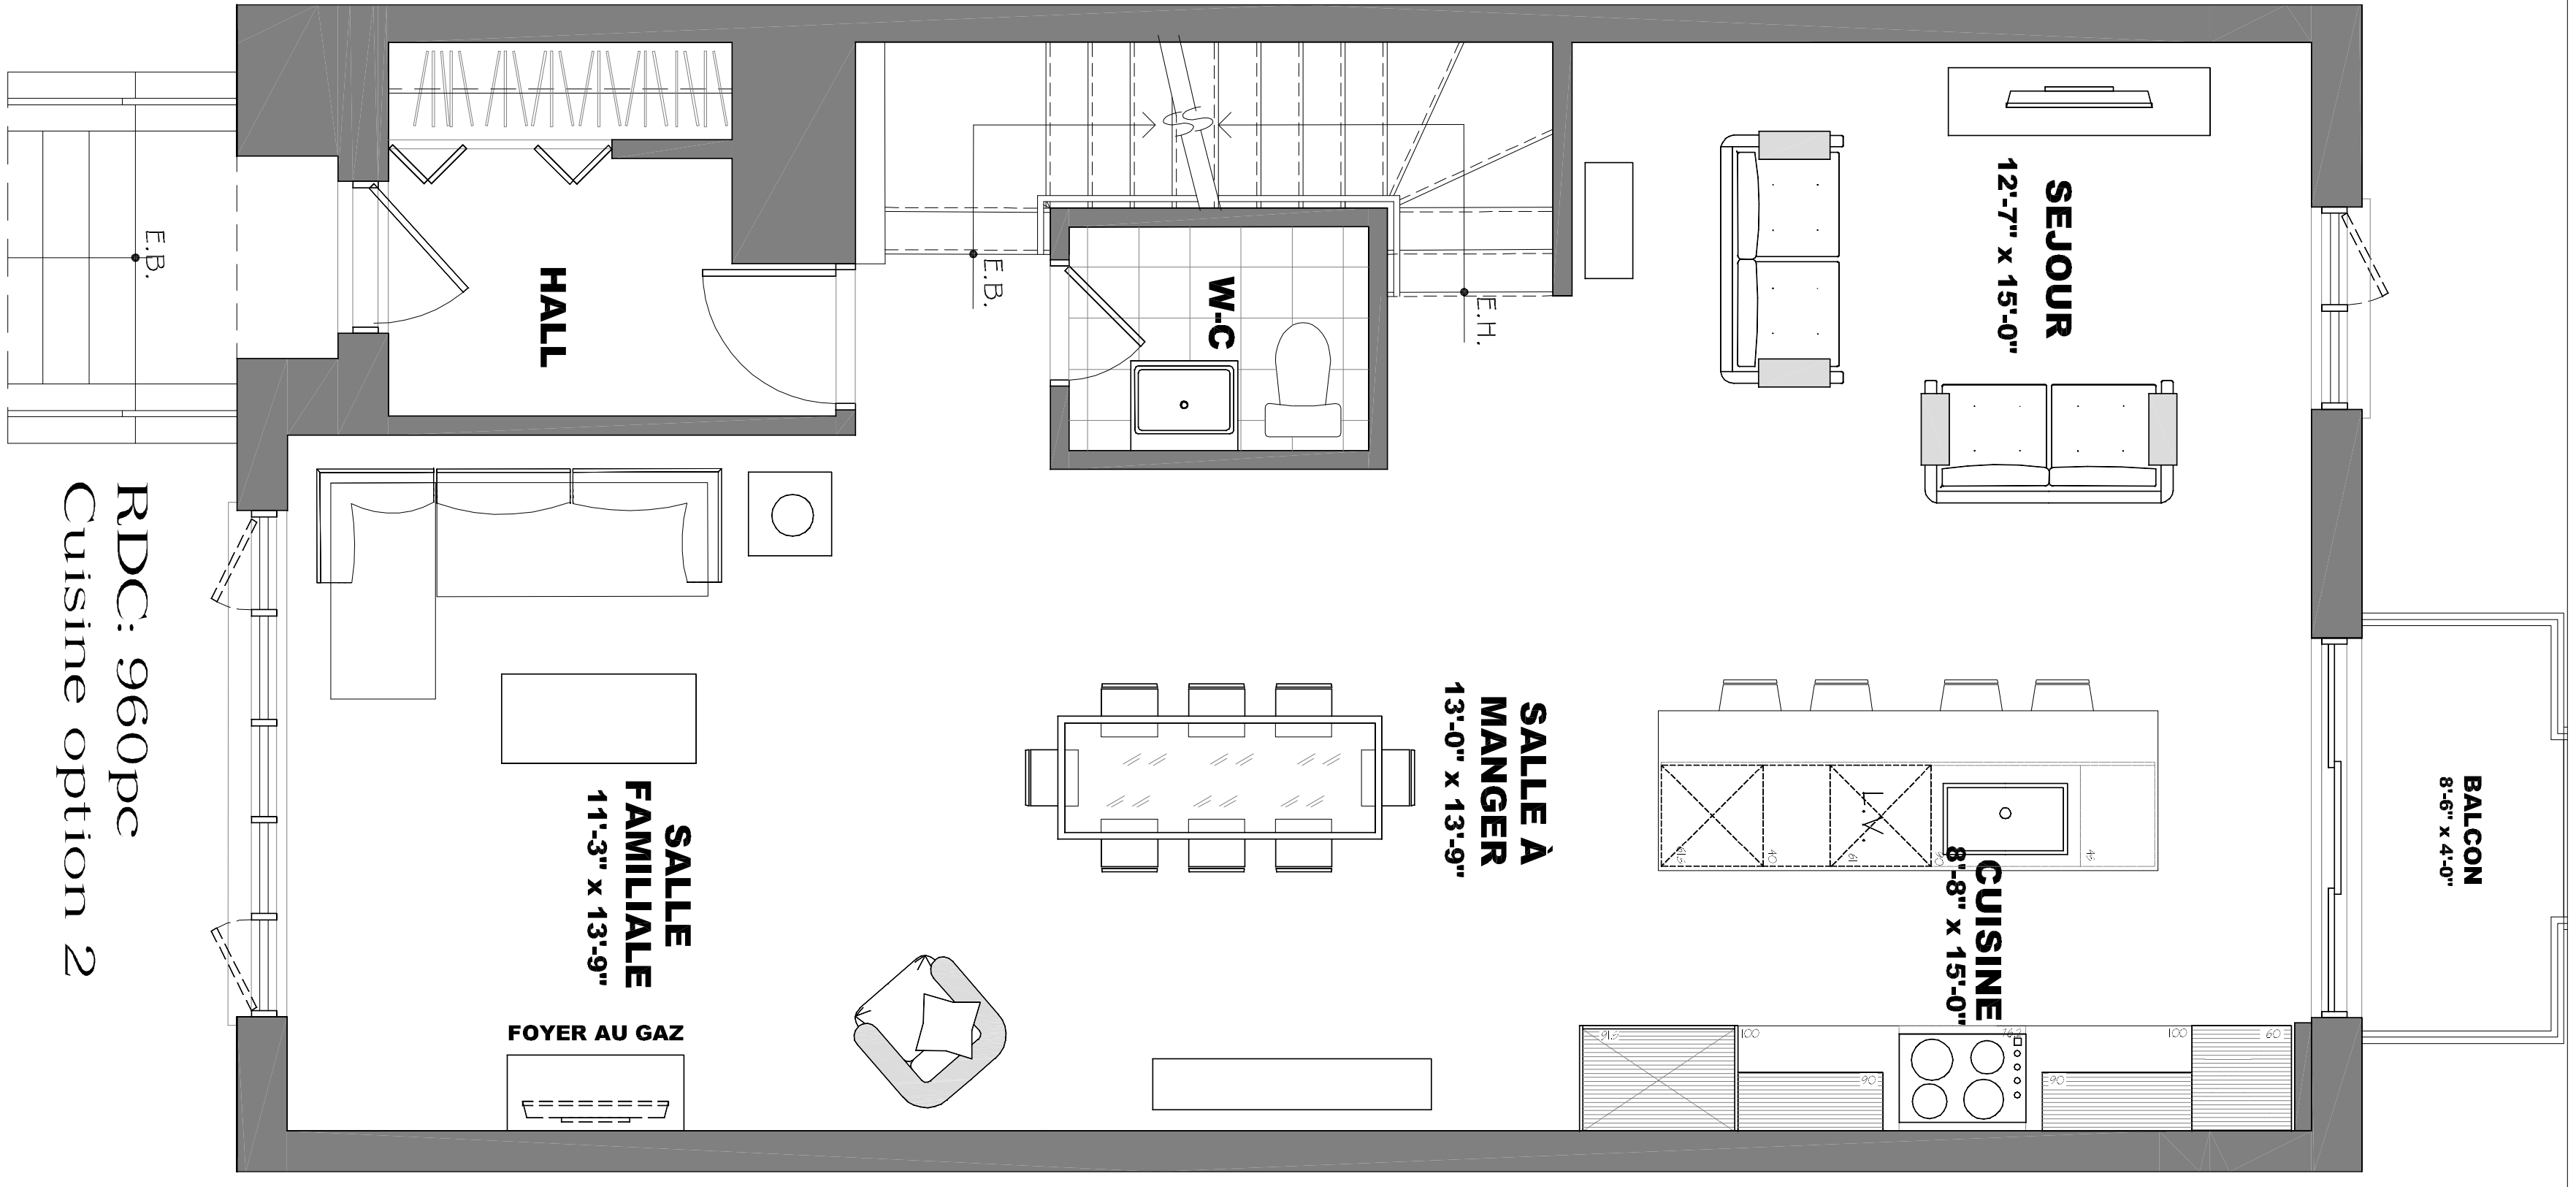 RDC: 960pc
Cuisine option 2
E.B.
HALL
E.B.
W-C
E.H.
SEJOUR
12'-7" x 15'-0"
SALLE
FAMILIALE
11'-3" x 13'-9"
FOYER AU GAZ
SALLE À
MANGER
13'-0" x 13'-9"
L.V.
CUISINE
8'-8" x 15'-0"
BALCON
8'-6" x 4'-0"
40
61
100
90
90
100
60